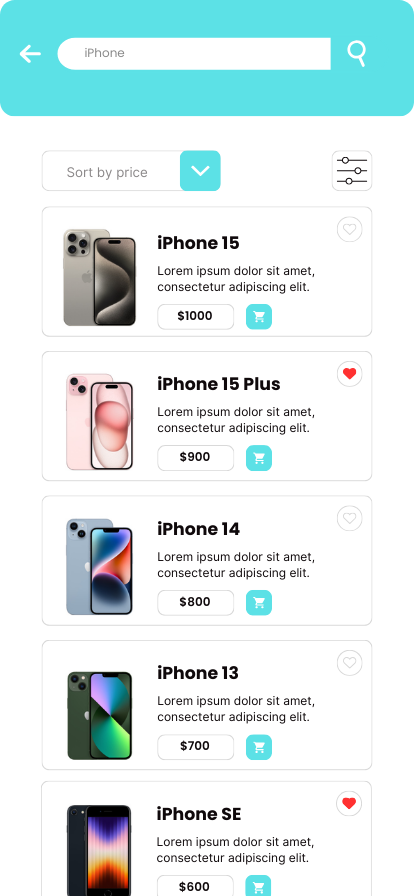 iPhone
Sort by price
iPhone 15
Lorem ipsum dolor sit amet,
consectetur adipiscing elit.
$1000
iPhone 15 Plus
Lorem ipsum dolor sit amet,
consectetur adipiscing elit.
$900
iPhone 14
Lorem ipsum dolor sit amet,
consectetur adipiscing elit.
$800
iPhone 13
Lorem ipsum dolor sit amet,
consectetur adipiscing elit.
$700
iPhone SE
Lorem ipsum dolor sit amet,
consectetur adipiscing elit.
$600